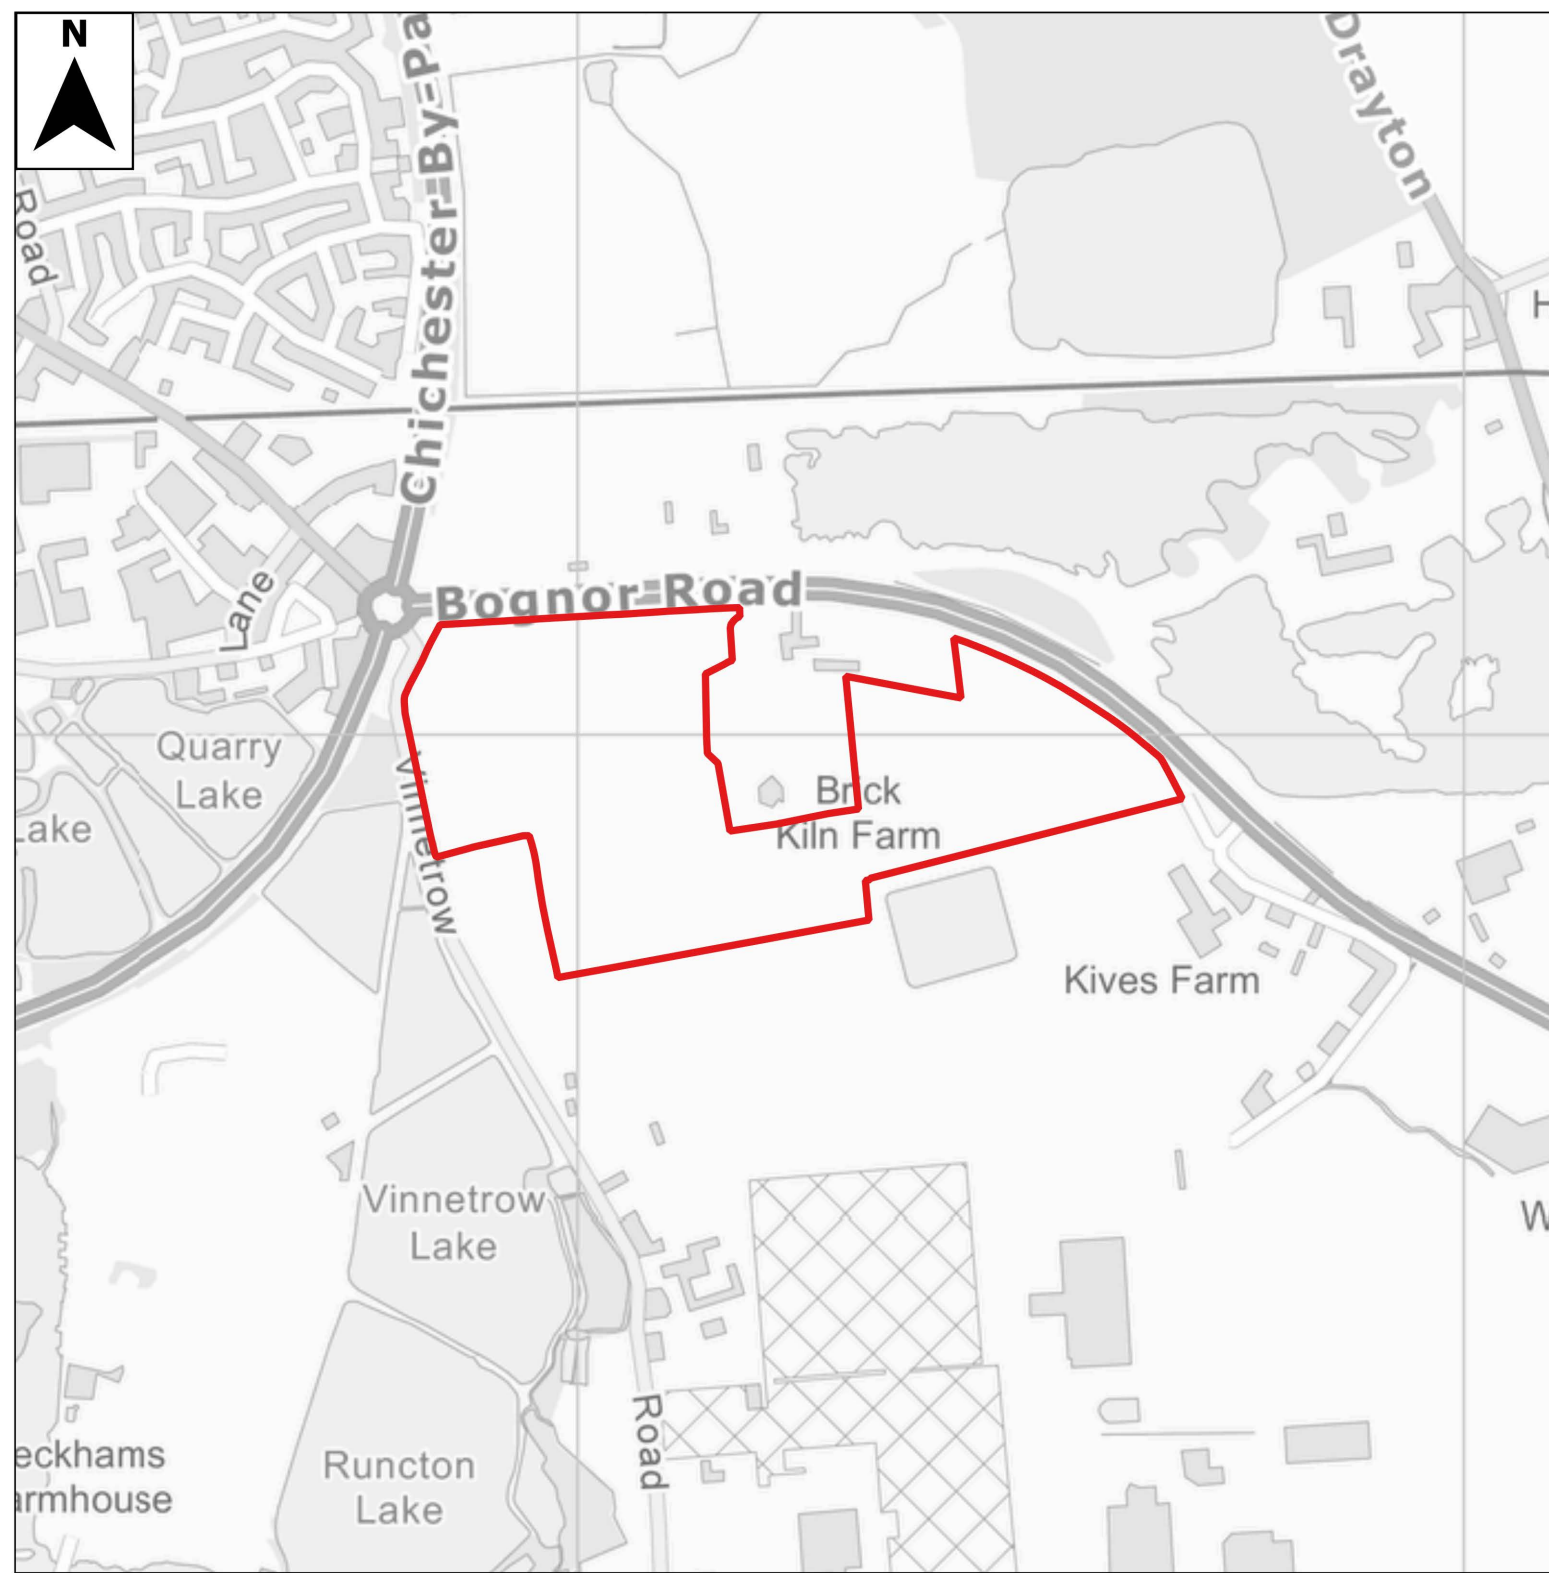 N
Chichester-By-Pa
Drayton
Road
H
Lane
Bognor Road
Quarry
Lake
Lake
Vinnetrow
Brick
Kiln Farm
Kives Farm
Vinnetrow
Lake
W
Road
eckhams
armhouse
Runcton
Lake